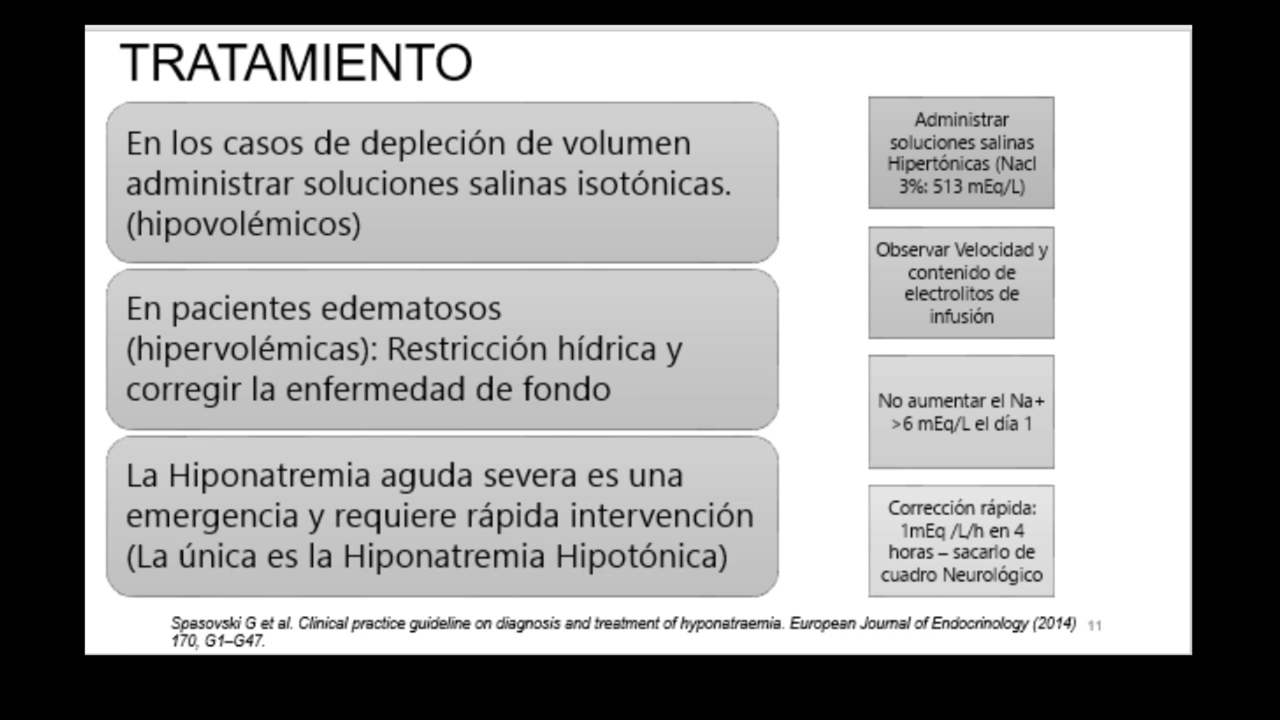 TRATAMIENTO
En los casos de depleción de volumen
administrar soluciones salinas isotónicas.
(hipovolémicos)
En pacientes edematosos
(hipervolémicas): Restricción hídrica y
corregir la enfermedad de fondo
La Hiponatremia aguda severa es una
emergencia y requiere rápida intervención
(La única es la Hiponatremia Hipotónica)
Administrar
soluciones salinas
Hipertónicas (Nacl
3%: 513 mEq/L)
Observar Velocidad y
contenido de
electrolitos de
infusión
No aumentar el Na+
>6 mEq/L el día 1
Corrección rápida:
1mEq /L/h en 4
horas – sacarlo de
cuadro Neurológico
Spasovski G et al. Clinical practice guideline on diagnosis and treatment of hyponatraemia. European Journal of Endocrinology (2014)
170, G1–G47.
11